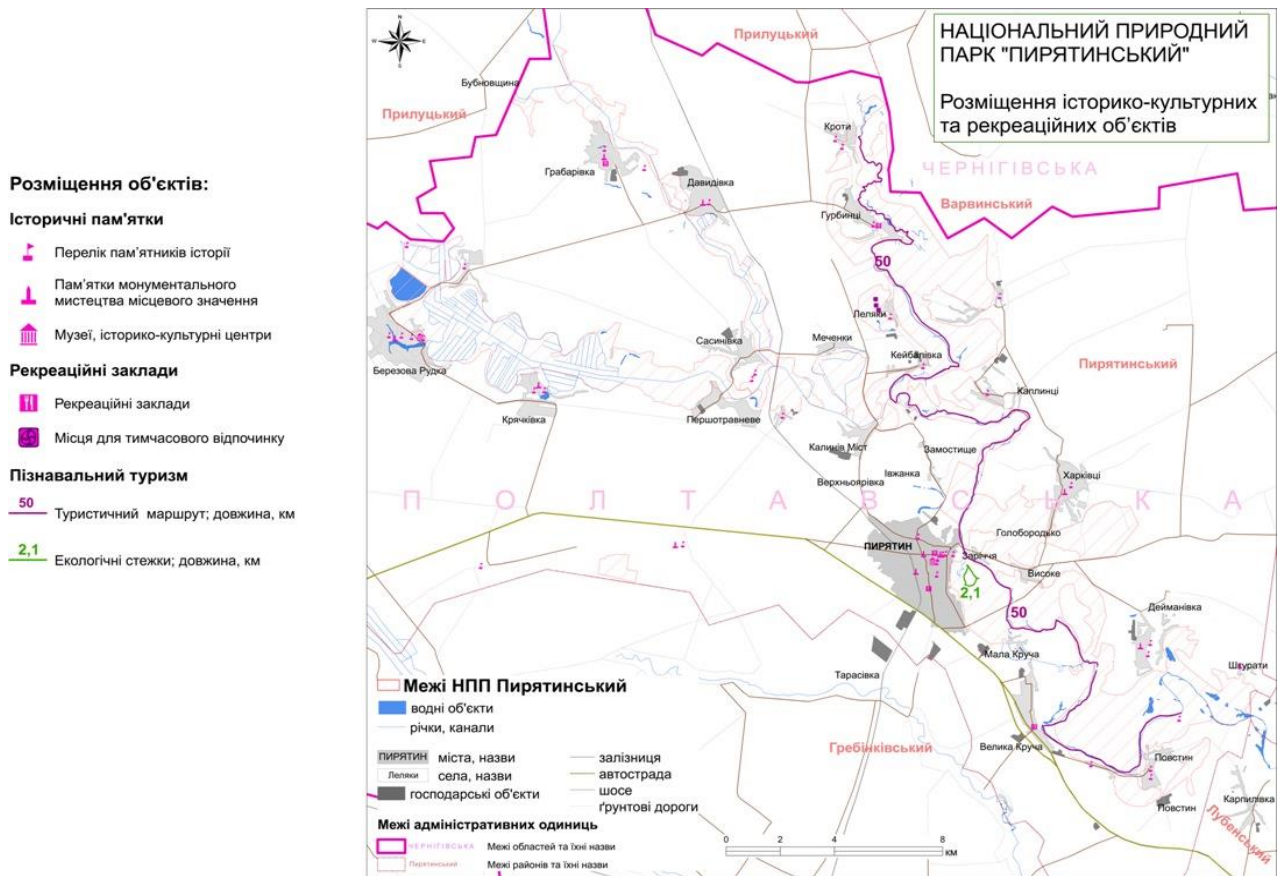 Розміщення об'єктів:
Історичні пам'ятки
Перелік пам'ятників історії
Пам'ятки монументального
мистецтва місцевого значення
Музеї, історико-культурні центри
Рекреаційні заклади
Рекреаційні заклади
Місця для тимчасового відпочинку
Пізнавальний туризм
50
Туристичний маршрут; довжина, км
2,1
Екологічні стежки; довжина, км
N
W
E
S
НАЦІОНАЛЬНИЙ ПРИРОДНИЙ
ПАРК "ПИРЯТИНСЬКИЙ"
Розміщення історико-культурних
та рекреаційних об'єктів
Прилуцький
Бубновщина
Прилуцький
Кроти
ЧЕРНІГІВСЬКА
Грабарівка
Давидівка
Варвинський
Гурбинці
50
Леляки
Сасинівка
Меченки
Кейбалівка
Пирятинський
Березова Рудка
Каплинці
Крячківка
Першотравневе
Калинів Міст
Замостище
Івжанка
Харківці
Верхньоярівка
ПОЛТАВСЬКА
Голобородько
ПИРЯТИН
Заріччя
Високе
2,1
50
Дейманівка
Мала Круча
Шкурати
Тарасівка
Гребінківський
Велика Круча
Повстин
Повстин
Карпилівка
Лубенський
Межі НПП Пирятинський
водні об'єкти
річки, канали
ПИРЯТИН міста, назви
Леляки села, назви
господарські об'єкти
залізниця
автострада
шосе
ґрунтові дороги
Межі адміністративних одиниць
ЧЕРНІГІВСЬКА Межі областей та їхні назви
Пирятинський Межі районів та їхні назви
0 2 4 8
км